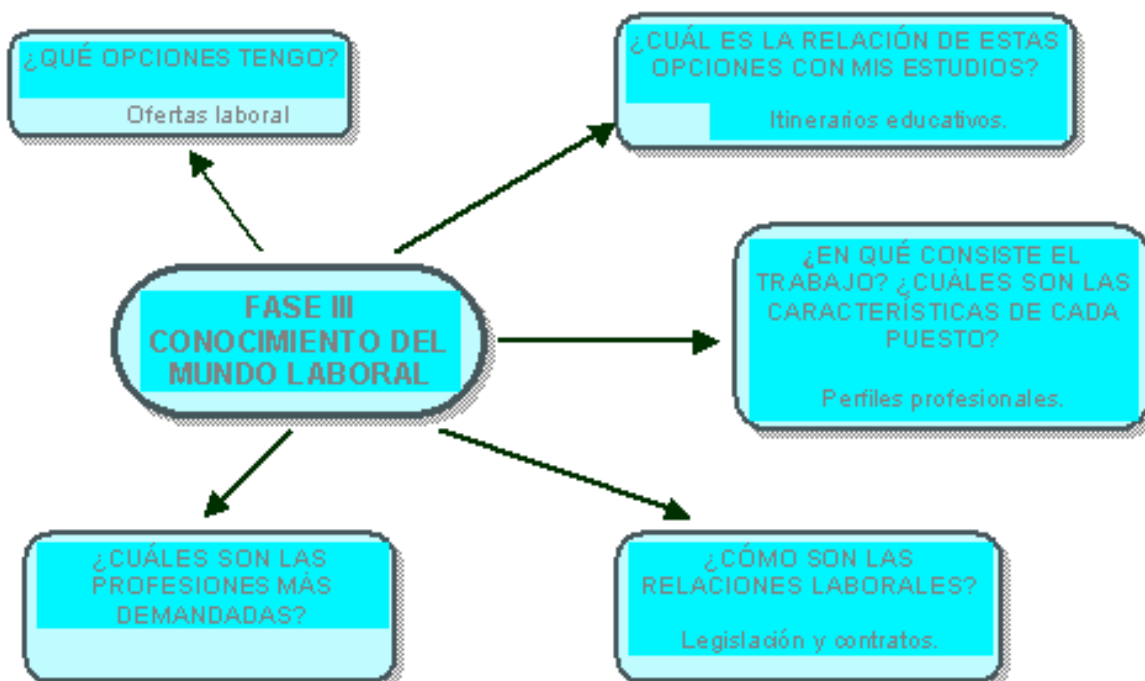 ¿QUÉ OPCIONES TENGO?
Ofertas laboral
¿CUÁL ES LA RELACIÓN DE ESTAS
OPCIONES CON MIS ESTUDIOS?
Itinerarios educativos.
FASE III
CONOCIMIENTO DEL
MUNDO LABORAL
¿EN QUÉ CONSISTE EL
TRABAJO? ¿CUÁLES SON LAS
CARACTERÍSTICAS DE CADA
PUESTO?
Perfiles profesionales.
¿CUÁLES SON LAS
PROFESIONES MÁS
DEMANDADAS?
¿CÓMO SON LAS
RELACIONES LABORALES?
Legislación y contratos.